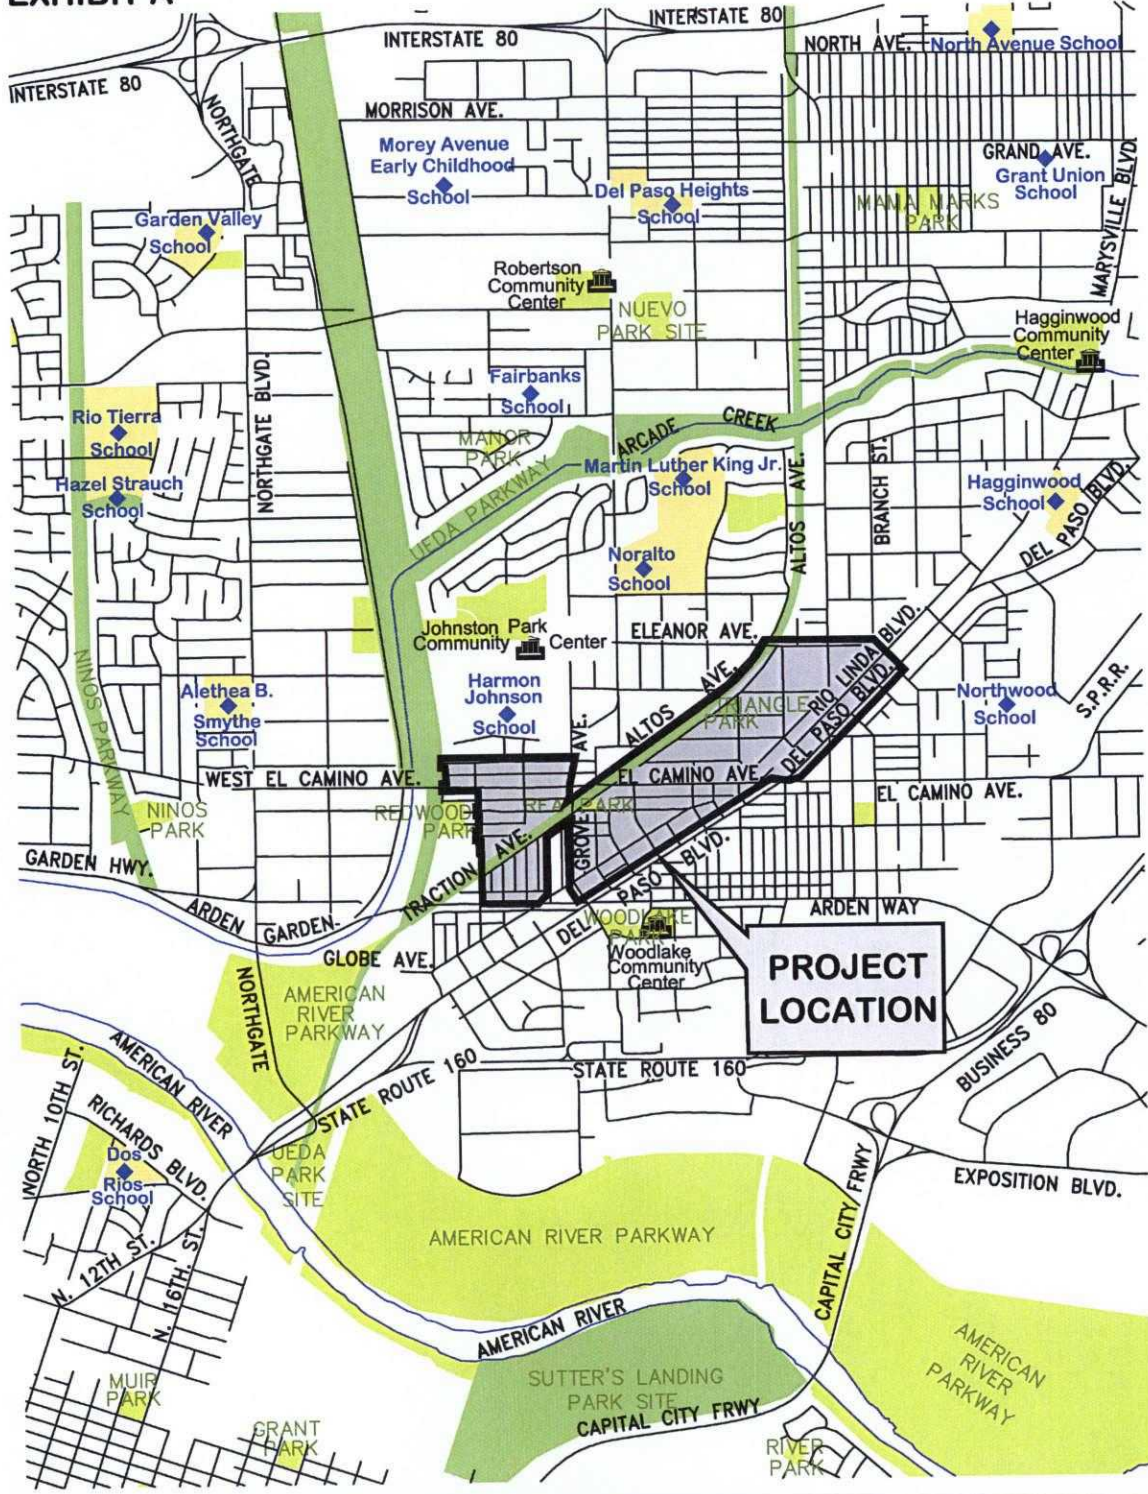 EXHIBIT A
INTERSTATE 80
INTERSTATE 80
INTERSTATE 80
NORTH AVE.
North Avenue School
NORTHGATE
MORRISON AVE.
Morey Avenue
Early Childhood
School
GRAND AVE.
Grant Union
School
MARYSVILLE BLVD.
Del Paso Heights
School
MAMA MARKS
PARK
Garden Valley
School
Robertson
Community
Center
NUEVO
PARK SITE
Hagginwood
Community
Center
NORTHGATE BLVD.
Fairbanks
School
Rio Tierra
School
MANOR
PARK
ARCADE
CREEK
UEDA PARKWAY
Martin Luther King Jr.
School
ALTOS AVE.
BRANCH ST.
Hazel Strauch
School
Hagginwood
School
DEL PASO BLVD.
Noralto
School
Johnston Park
Community Center
ELEANOR AVE.
NINOS PARKWAY
Alethea B.
Smythe
School
Harmon
Johnson
School
ALTOS AVE.
TRIANGLE
PARK
RIO LINDA BLVD.
DEL PASO BLVD.
Northwood
School
S.P.R.R.
WEST EL CAMINO AVE.
EL CAMINO AVE.
EL CAMINO AVE.
NINOS
PARK
REDWOOD
PARK
REA PARK
GROVE AVE.
TRACTION AVE.
GARDEN HWY.
ARDEN GARDEN-
DEL PASO BLVD.
ARDEN WAY
WOODLAKE
PARK
Woodlake
Community
Center
GLOBE AVE.
PROJECT
LOCATION
NORTHGATE
AMERICAN
RIVER
PARKWAY
BUSINESS 80
STATE ROUTE 160
STATE ROUTE 160
AMERICAN RIVER
NORTH 10TH ST.
RICHARDS BLVD.
Dos
Rios
School
UEDA
PARK
SITE
EXPOSITION BLVD.
CAPITAL CITY FRWY
AMERICAN RIVER PARKWAY
N. 12TH ST.
N. 16TH. ST.
AMERICAN RIVER
AMERICAN
RIVER
PARKWAY
SUTTER'S LANDING
PARK SITE
CAPITAL CITY FRWY
MUIR
PARK
GRANT
PARK
RIVER
PARK